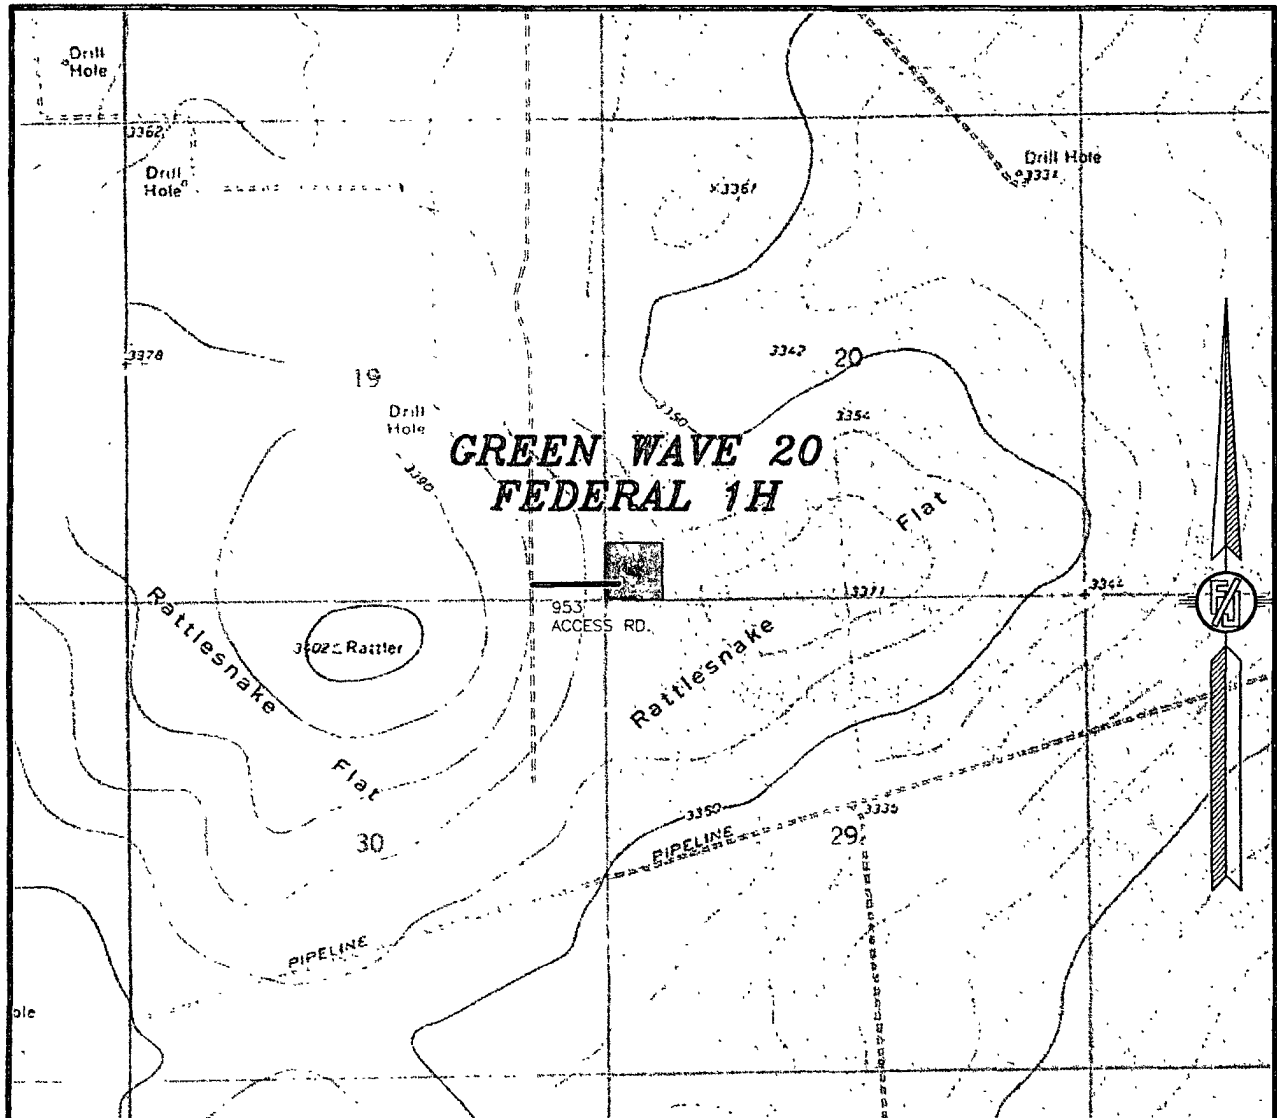 Drill
Hole
3362
Drill
Hole
Drill Hole
3331
×3361
3378
19
3342
20
Drill
Hole
3350
3354
GREEN WAVE 20
FEDERAL 1H
3390
Flat
3371
3344
953'
ACCESS RD.
Rattlesnake
Rattler
Rattlesnake
Flat
3350
3335
PIPELINE
30
29
PIPELINE